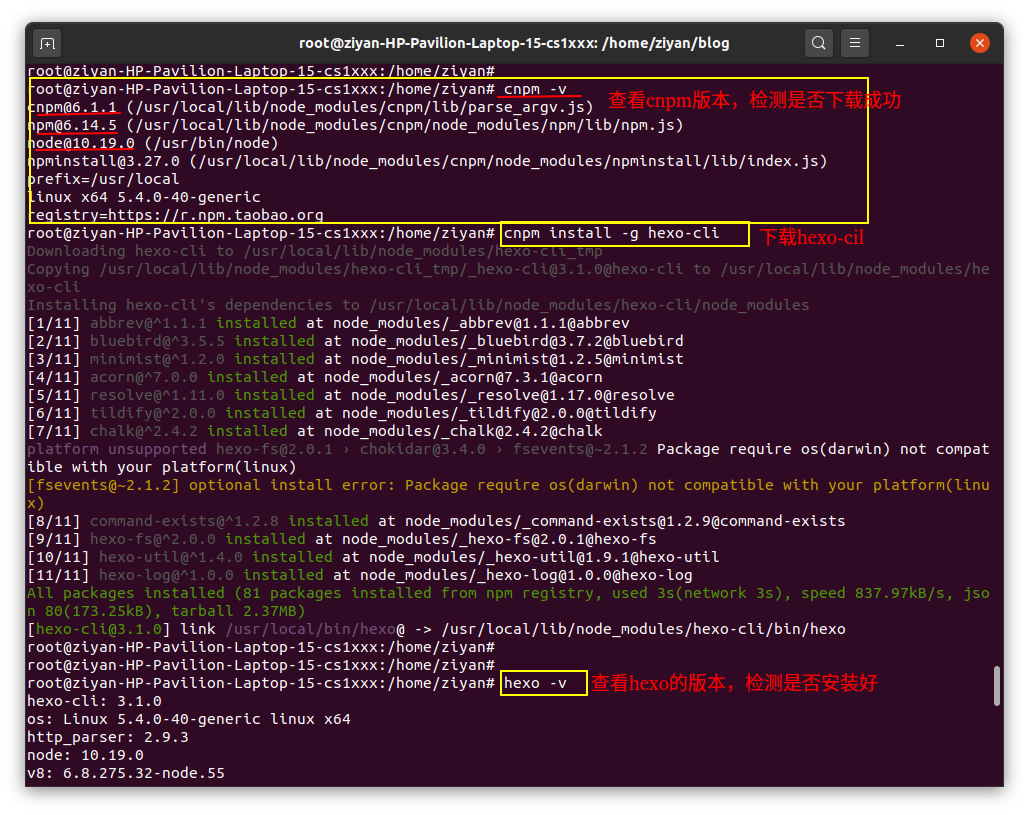 root@ziyan-HP-Pavilion-Laptop-15-cs1xxx: /home/ziyan/blog
root@ziyan-HP-Pavilion-Laptop-15-cs1xxx:/home/ziyan#
root@ziyan-HP-Pavilion-Laptop-15-cs1xxx:/home/ziyan# cnpm -v 查看cnpm版本，检测是否下载成功
cnpm@6.1.1 (/usr/local/lib/node_modules/cnpm/lib/parse_argv.js)
npm@6.14.5 (/usr/local/lib/node_modules/cnpm/node_modules/npm/lib/npm.js)
node@10.19.0 (/usr/bin/node)
npminstall@3.27.0 (/usr/local/lib/node_modules/cnpm/node_modules/npminstall/lib/index.js)
prefix=/usr/local
linux x64 5.4.0-40-generic
registry=https://r.npm.taobao.org
root@ziyan-HP-Pavilion-Laptop-15-cs1xxx:/home/ziyan# cnpm install -g hexo-cli 下载hexo-cil
Downloading hexo-cli to /usr/local/lib/node_modules/hexo-cli_tmp
Copying /usr/local/lib/node_modules/hexo-cli_tmp/_hexo-cli@3.1.0@hexo-cli to /usr/local/lib/node_modules/he
xo-cli
Installing hexo-cli's dependencies to /usr/local/lib/node_modules/hexo-cli/node_modules
[1/11] abbrev@^1.1.1 installed at node_modules/_abbrev@1.1.1@abbrev
[2/11] bluebird@^3.5.5 installed at node_modules/_bluebird@3.7.2@bluebird
[3/11] minimist@^1.2.0 installed at node_modules/_minimist@1.2.5@minimist
[4/11] acorn@^7.0.0 installed at node_modules/_acorn@7.3.1@acorn
[5/11] resolve@^1.11.0 installed at node_modules/_resolve@1.17.0@resolve
[6/11] tildify@^2.0.0 installed at node_modules/_tildify@2.0.0@tildify
[7/11] chalk@^2.4.2 installed at node_modules/_chalk@2.4.2@chalk
platform unsupported hexo-fs@2.0.1 › chokidar@3.4.0 › fsevents@~2.1.2 Package require os(darwin) not compat
ible with your platform(linux)
[fsevents@~2.1.2] optional install error: Package require os(darwin) not compatible with your platform(linu
x)
[8/11] command-exists@^1.2.8 installed at node_modules/_command-exists@1.2.9@command-exists
[9/11] hexo-fs@^2.0.0 installed at node_modules/_hexo-fs@2.0.1@hexo-fs
[10/11] hexo-util@^1.4.0 installed at node_modules/_hexo-util@1.9.1@hexo-util
[11/11] hexo-log@^1.0.0 installed at node_modules/_hexo-log@1.0.0@hexo-log
All packages installed (81 packages installed from npm registry, used 3s(network 3s), speed 837.97kB/s, jso
n 80(173.25kB), tarball 2.37MB)
[hexo-cli@3.1.0] link /usr/local/bin/hexo@ -> /usr/local/lib/node_modules/hexo-cli/bin/hexo
root@ziyan-HP-Pavilion-Laptop-15-cs1xxx:/home/ziyan#
root@ziyan-HP-Pavilion-Laptop-15-cs1xxx:/home/ziyan#
root@ziyan-HP-Pavilion-Laptop-15-cs1xxx:/home/ziyan# hexo -v 查看hexo的版本，检测是否安装好
hexo-cli: 3.1.0
os: Linux 5.4.0-40-generic linux x64
http_parser: 2.9.3
node: 10.19.0
v8: 6.8.275.32-node.55